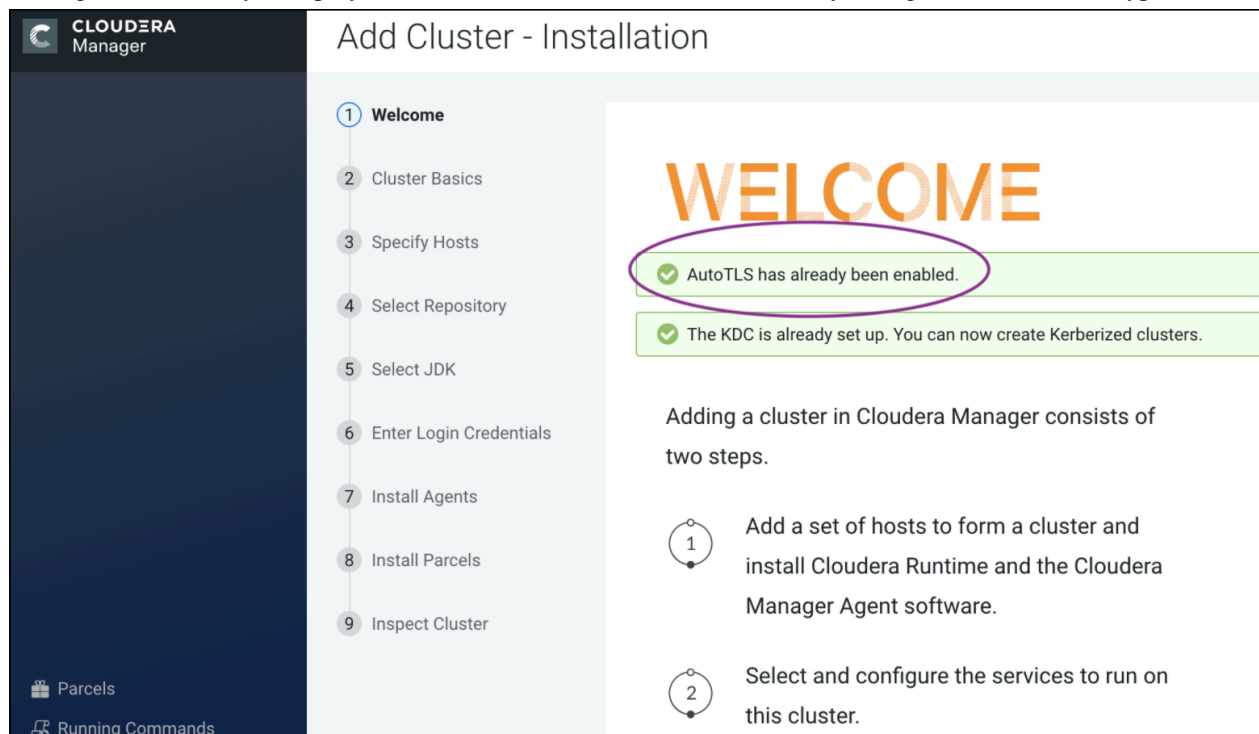 CLOUDERA
Manager
Add Cluster - Installation
1 Welcome
2 Cluster Basics
3 Specify Hosts
4 Select Repository
5 Select JDK
6 Enter Login Credentials
7 Install Agents
8 Install Parcels
9 Inspect Cluster
Parcels
Running Commands
WELCOME
AutoTLS has already been enabled.
The KDC is already set up. You can now create Kerberized clusters.
Adding a cluster in Cloudera Manager consists of
two steps.
1 Add a set of hosts to form a cluster and
install Cloudera Runtime and the Cloudera
Manager Agent software.
2 Select and configure the services to run on
this cluster.